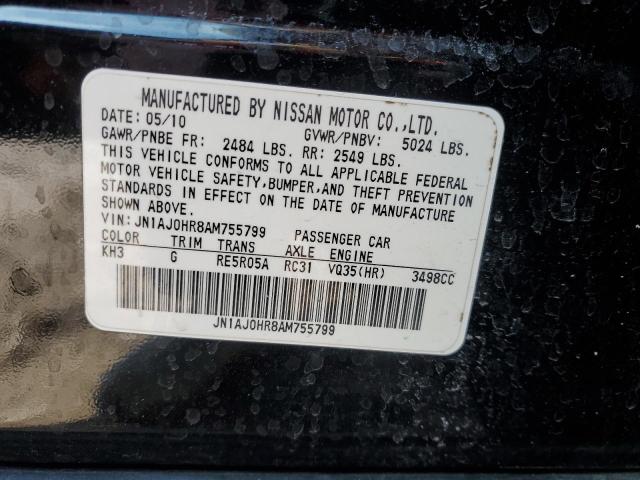 MANUFACTURED BY NISSAN MOTOR CO.,LTD.
DATE: 05/10 GVWR/PNBV: 5024 LBS.
GAWR/PNBE FR: 2484 LBS. RR: 2549 LBS.
THIS VEHICLE CONFORMS TO ALL APPLICABLE FEDERAL
MOTOR VEHICLE SAFETY,BUMPER,AND THEFT PREVENTION
STANDARDS IN EFFECT ON THE DATE OF MANUFACTURE
SHOWN ABOVE.
VIN: JN1AJ0HR8AM755799 PASSENGER CAR
COLOR TRIM TRANS AXLE ENGINE
KH3 G RE5R05A RC31 VQ35(HR) 3498CC
JN1AJ0HR8AM755799